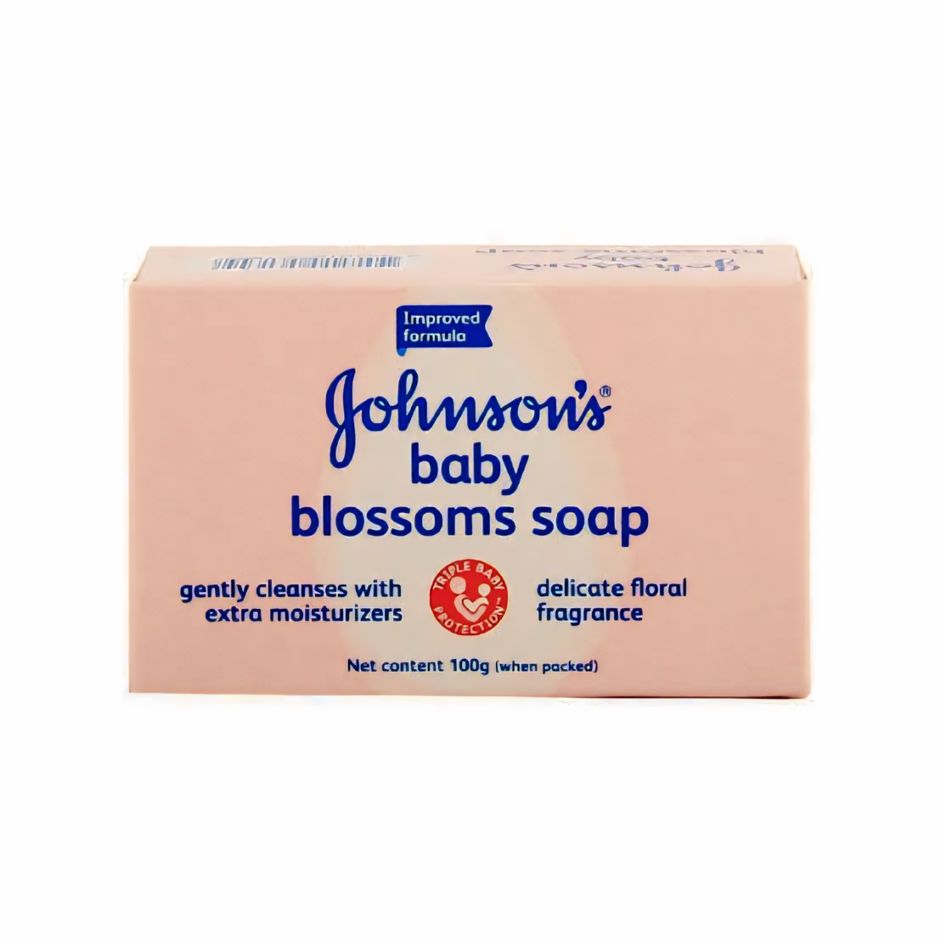 Improved
formula
Johnson's®
baby
blossoms soap
gently cleanses with
extra moisturizers
TRIPLE BABY
PROTECTION™
delicate floral
fragrance
Net content 100g (when packed)